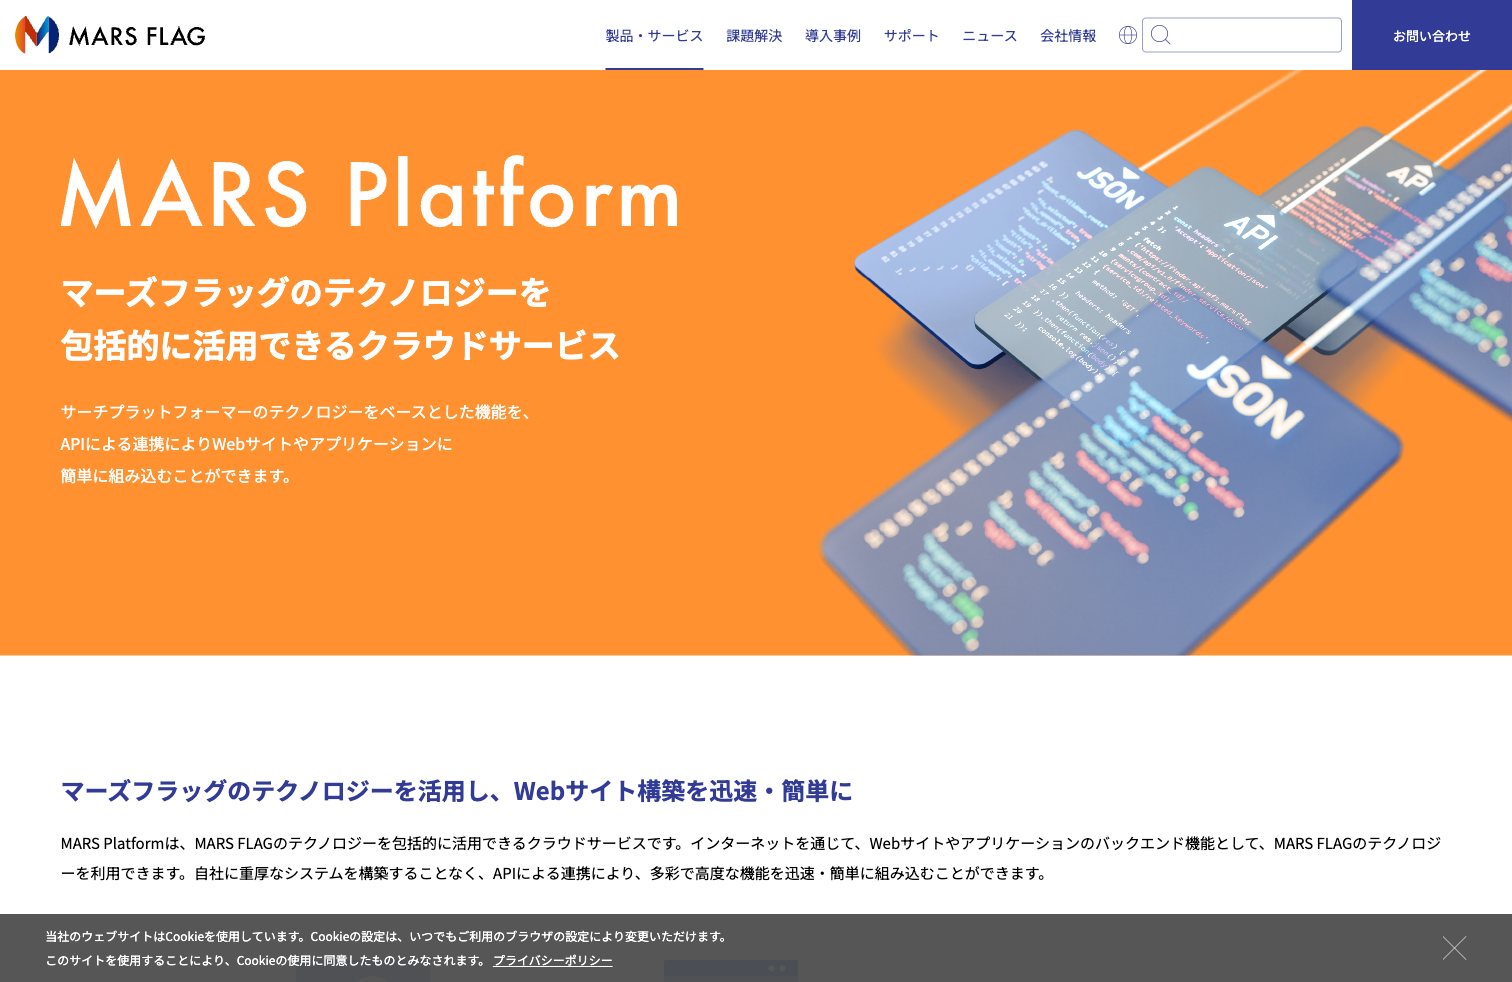 MARS FLAG
製品・サービス 課題解決 導入事例 サポート ニュース 会社情報
お問い合わせ
MARS Platform
マーズフラッグのテクノロジーを
包括的に活用できるクラウドサービス
サーチプラットフォーマーのテクノロジーをベースとした機能を、
APIによる連携によりWebサイトやアプリケーションに
簡単に組み込むことができます。
JSON
API
API
JSON
マーズフラッグのテクノロジーを活用し、Webサイト構築を迅速・簡単に
MARS Platformは、MARS FLAGのテクノロジーを包括的に活用できるクラウドサービスです。インターネットを通じて、Webサイトやアプリケーションのバックエンド機能として、MARS FLAGのテクノロジ
ーを利用できます。自社に重厚なシステムを構築することなく、APIによる連携により、多彩で高度な機能を迅速・簡単に組み込むことができます。
当社のウェブサイトはCookieを使用しています。Cookieの設定は、いつでもご利用のブラウザの設定により変更いただけます。
このサイトを使用することにより、Cookieの使用に同意したものとみなされます。 プライバシーポリシー